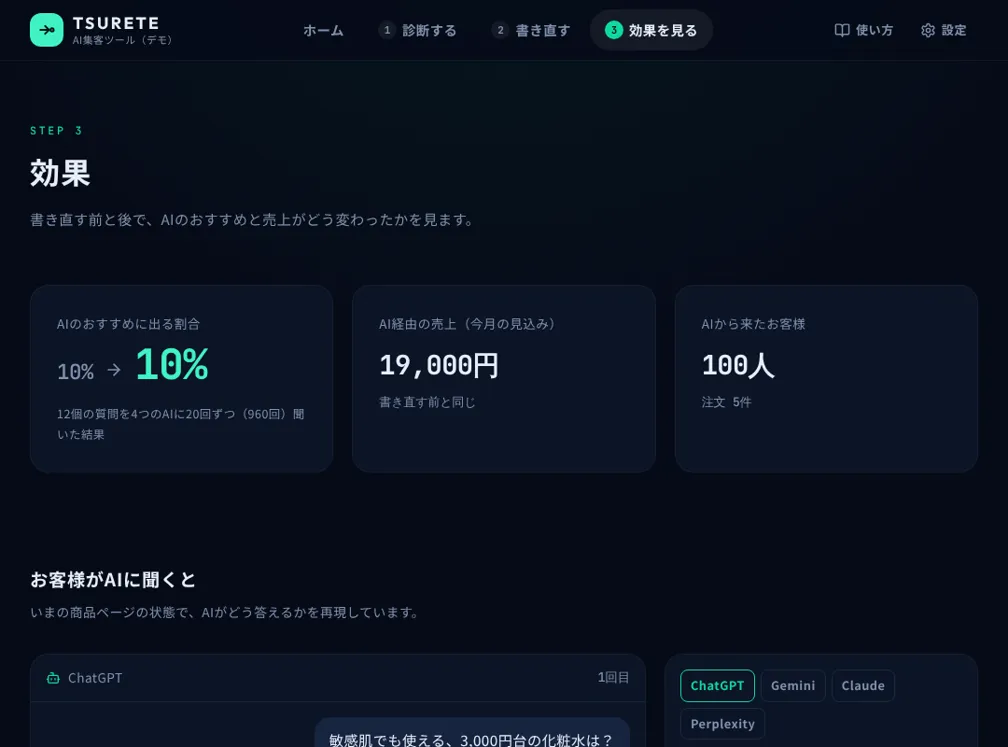 TSURETE
AI集客ツール（デモ）
ホーム
1 診断する
2 書き直す
3 効果を見る
使い方
設定
STEP 3
効果
書き直す前と後で、AIのおすすめと売上がどう変わったかを見ます。
AIのおすすめに出る割合
10% → 10%
12個の質問を4つのAIに20回ずつ（960回）聞
いた結果
AI経由の売上（今月の見込み）
19,000円
書き直す前と同じ
AIから来たお客様
100人
注文 5件
お客様がAIに聞くと
いまの商品ページの状態で、AIがどう答えるかを再現しています。
ChatGPT
1回目
敏感肌でも使える、3,000円台の化粧水は？
ChatGPT
Gemini
Claude
Perplexity